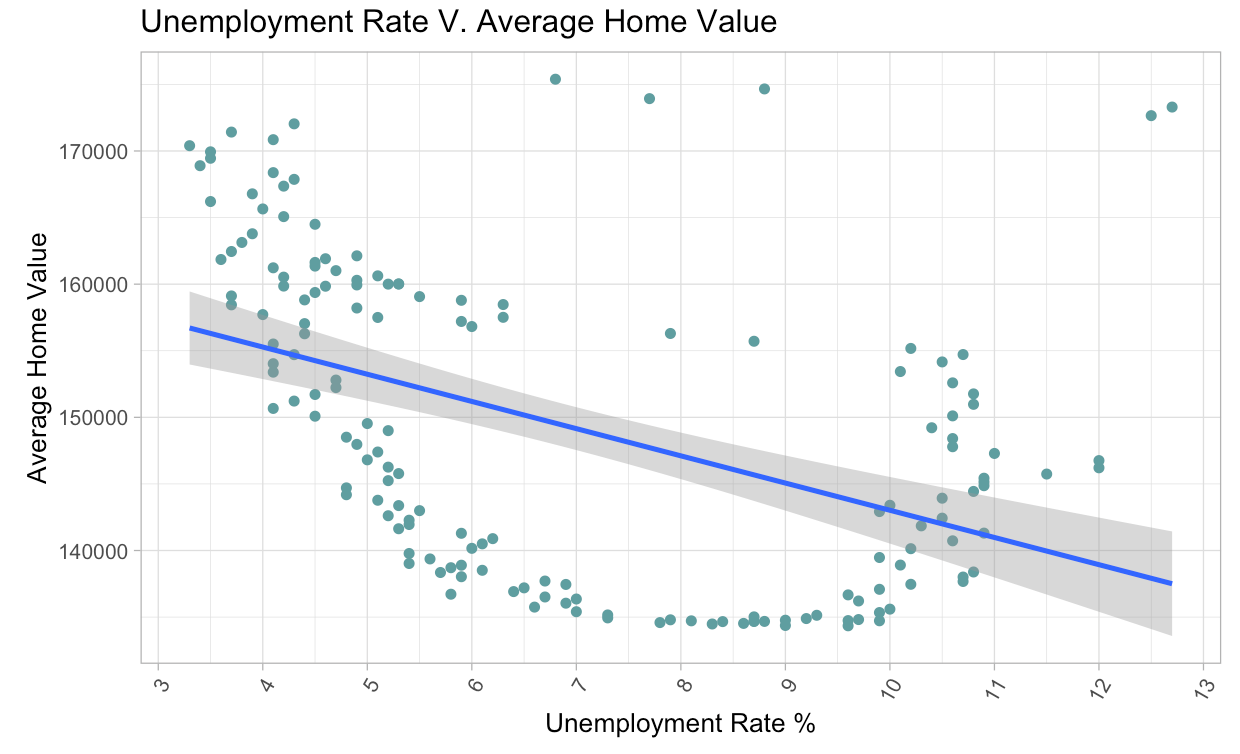 Unemployment Rate V. Average Home Value
Average Home Value
170000
160000
150000
140000
3 4 5 6 7 8 9 10 11 12 13
Unemployment Rate %